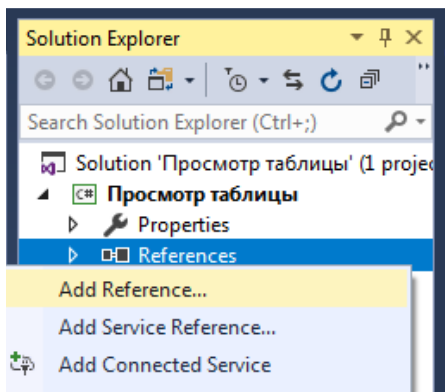 Solution Explorer
Search Solution Explorer (Ctrl+;)
Solution 'Просмотр таблицы' (1 projec
C# Просмотр таблицы
Properties
References
Add Reference...
Add Service Reference...
Add Connected Service